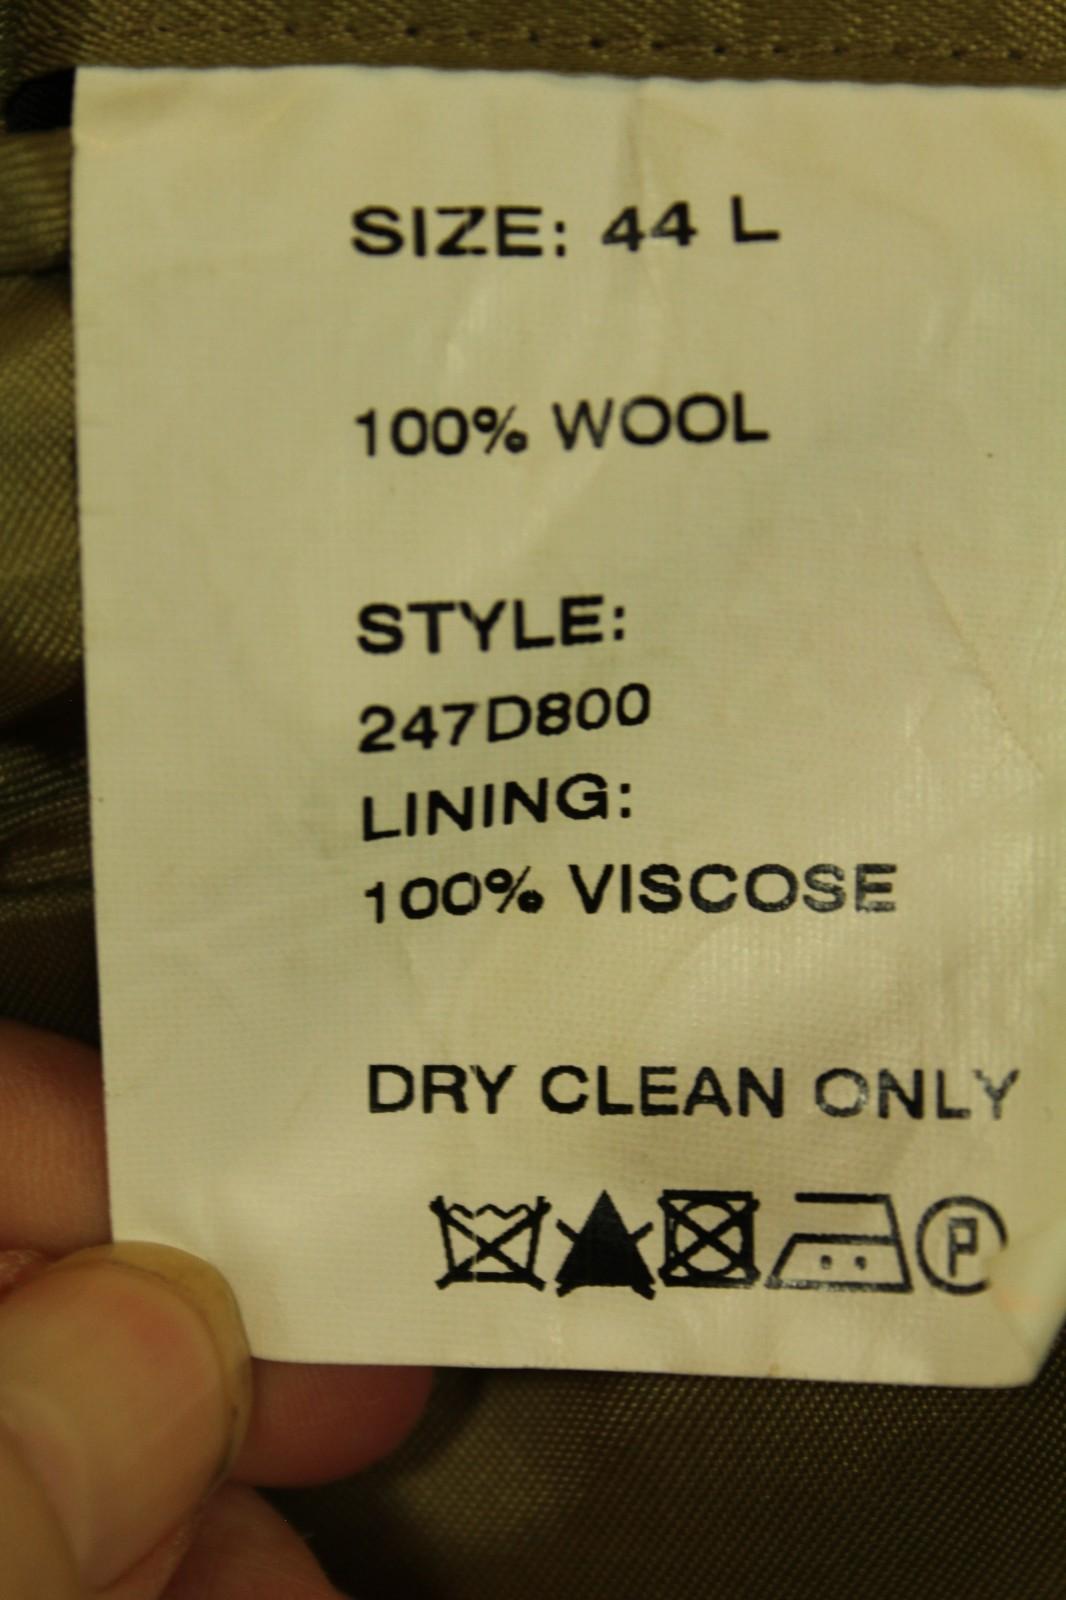 SIZE: 44 L
100% WOOL
STYLE:
247D800
LINING:
100% VISCOSE
DRY CLEAN ONLY
P